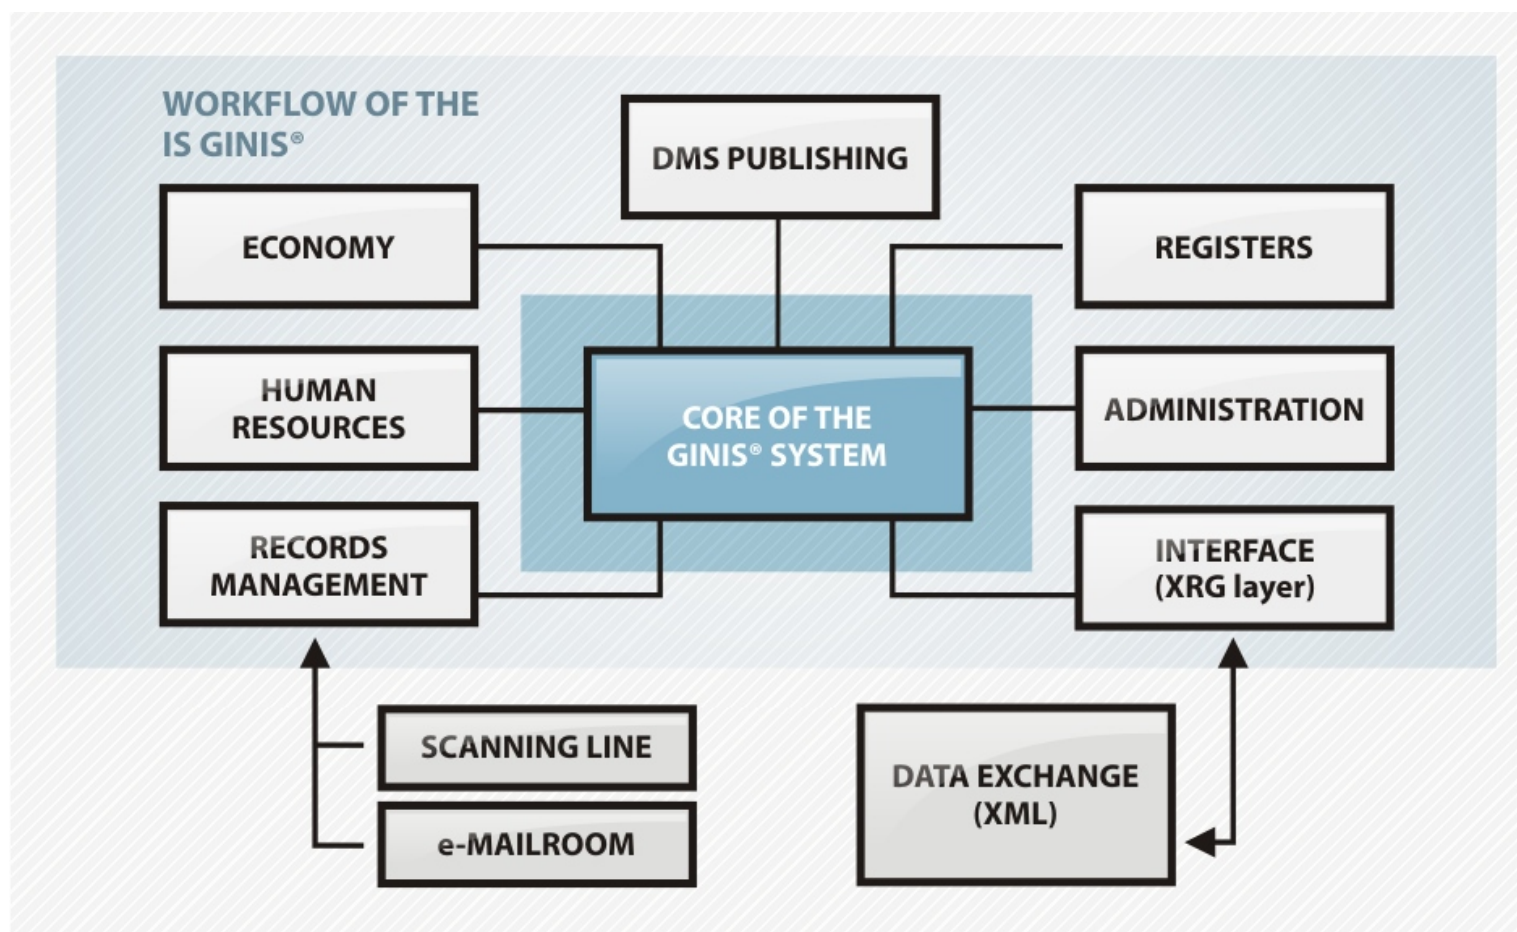 WORKFLOW OF THE
IS GINIS®
DMS PUBLISHING
ECONOMY
REGISTERS
HUMAN
RESOURCES
CORE OF THE
GINIS® SYSTEM
ADMINISTRATION
RECORDS
MANAGEMENT
INTERFACE
(XRG layer)
SCANNING LINE
e-MAILROOM
DATA EXCHANGE
(XML)